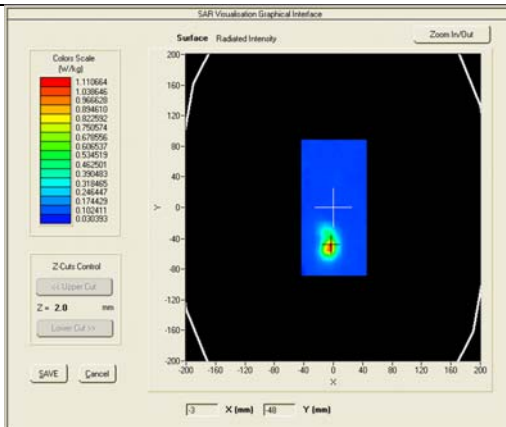 SAR Visualisation Graphical Interface
Surface Radiated Intensity
Zoom In/Out
Colors Scale
(W/kg)
1.110664
1.038646
0.966628
0.894610
0.822592
0.750574
0.678556
0.606537
0.534519
0.462501
0.390483
0.318465
0.246447
0.174429
0.102411
0.030393
Z-Cuts Control
<< Upper Cut
Z = 2.0 mm
Lower Cut >>
SAVE Cancel
200
160
120
80
40
0
-40
-80
-120
-160
-200
Y
-200 -160 -120 -80 -40 0 40 80 120 160 200
X
-3 X (mm) -48 Y (mm)